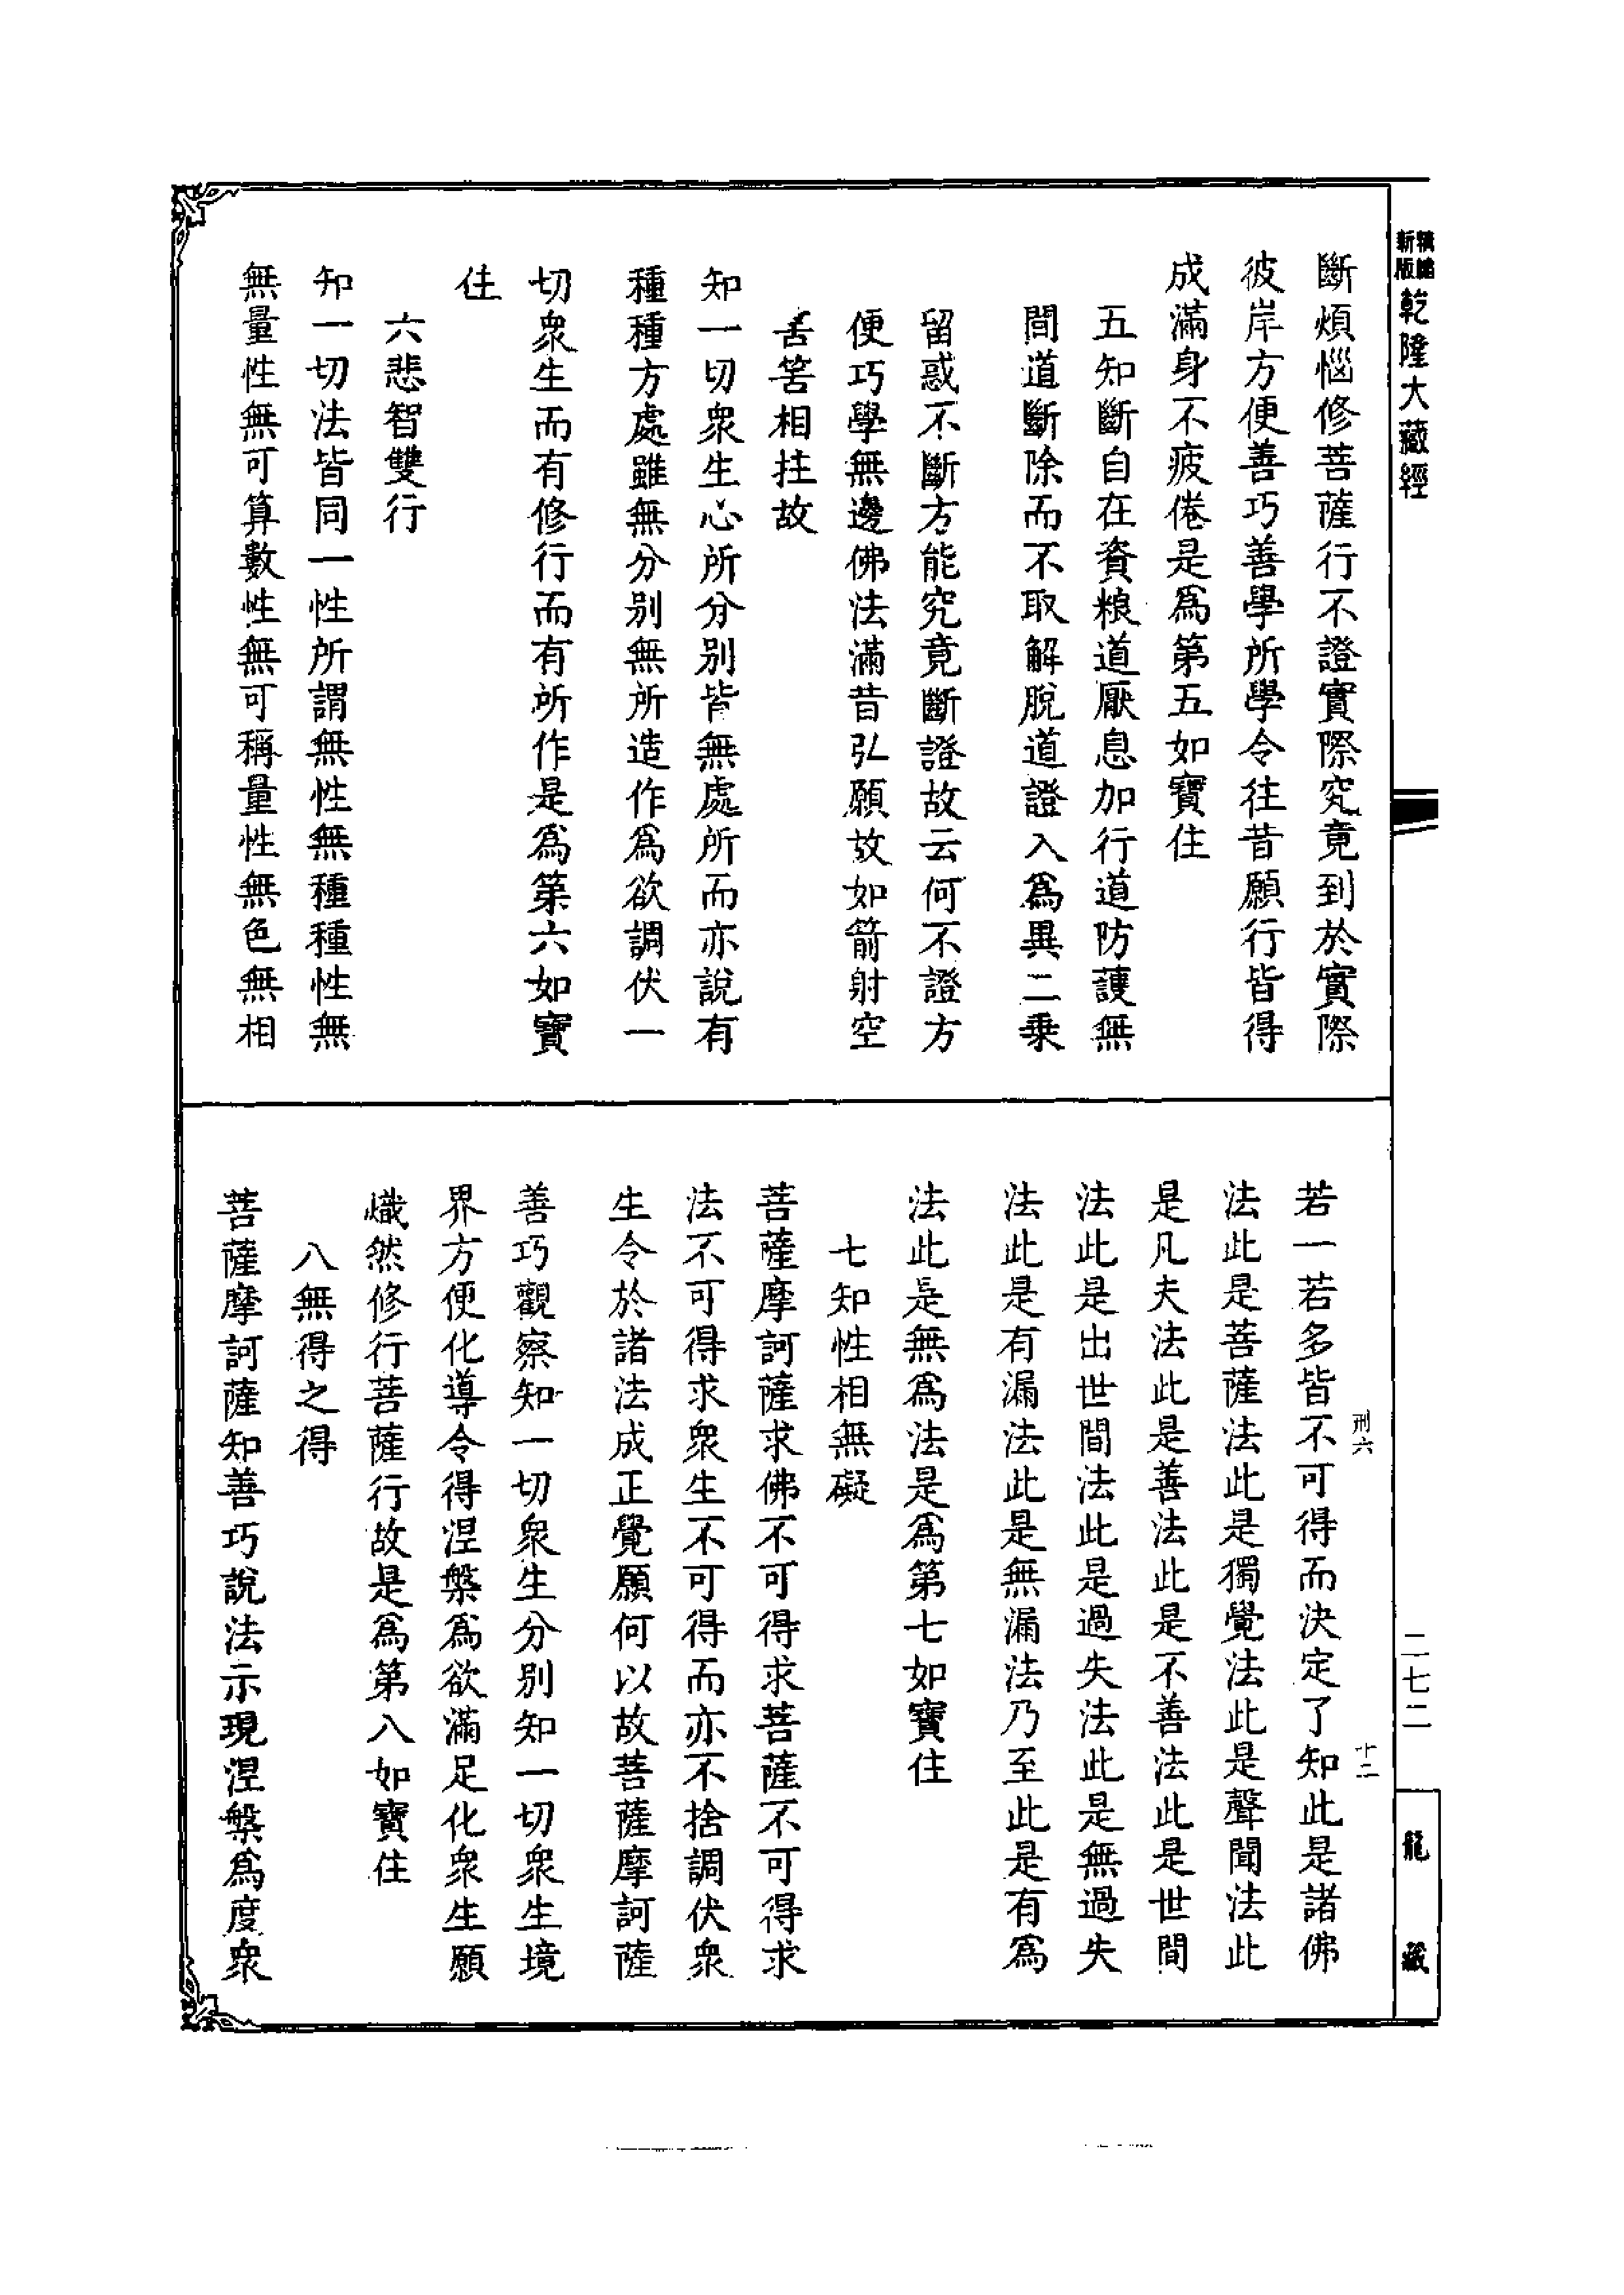 精編
新版
乾隆大藏經
斷煩惱修菩薩行不證實際究竟到於實際
彼岸方便善巧善學所學令往昔願行皆得
成滿身不疲倦是爲第五如寶住
五知斷自在資粮道厭息加行道防護無
間道斷除而不取解脫道證入爲異二乗
留惑不斷方能究竟斷證故云何不證方
便巧學無邊佛法滿昔弘願故如箭射空
筈筈相拄故
知一切衆生心所分別皆無處所而亦說有
種種方處雖無分別無所造作爲欲調伏一
切衆生而有修行而有所作是爲第六如寶
住
六悲智雙行
知一切法皆同一性所謂無性無種種性無
無量性無可算數性無可稱量性無色無相
二七二
龍藏
刑六
十二
若一若多皆不可得而決定了知此是諸佛
法此是菩薩法此是獨覺法此是聲聞法此
是凡夫法此是善法此是不善法此是世間
法此是出世間法此是過失法此是無過失
法此是有漏法此是無漏法乃至此是有爲
法此是無爲法是爲第七如寶住
七知性相無礙
菩薩摩訶薩求佛不可得求菩薩不可得求
法不可得求衆生不可得而亦不捨調伏衆
生令於諸法成正覺願何以故菩薩摩訶薩
善巧觀察知一切衆生分別知一切衆生境
界方便化導令得涅槃爲欲滿足化衆生願
熾然修行菩薩行故是爲第八如寶住
八無得之得
菩薩摩訶薩知善巧說法示現涅槃爲度衆